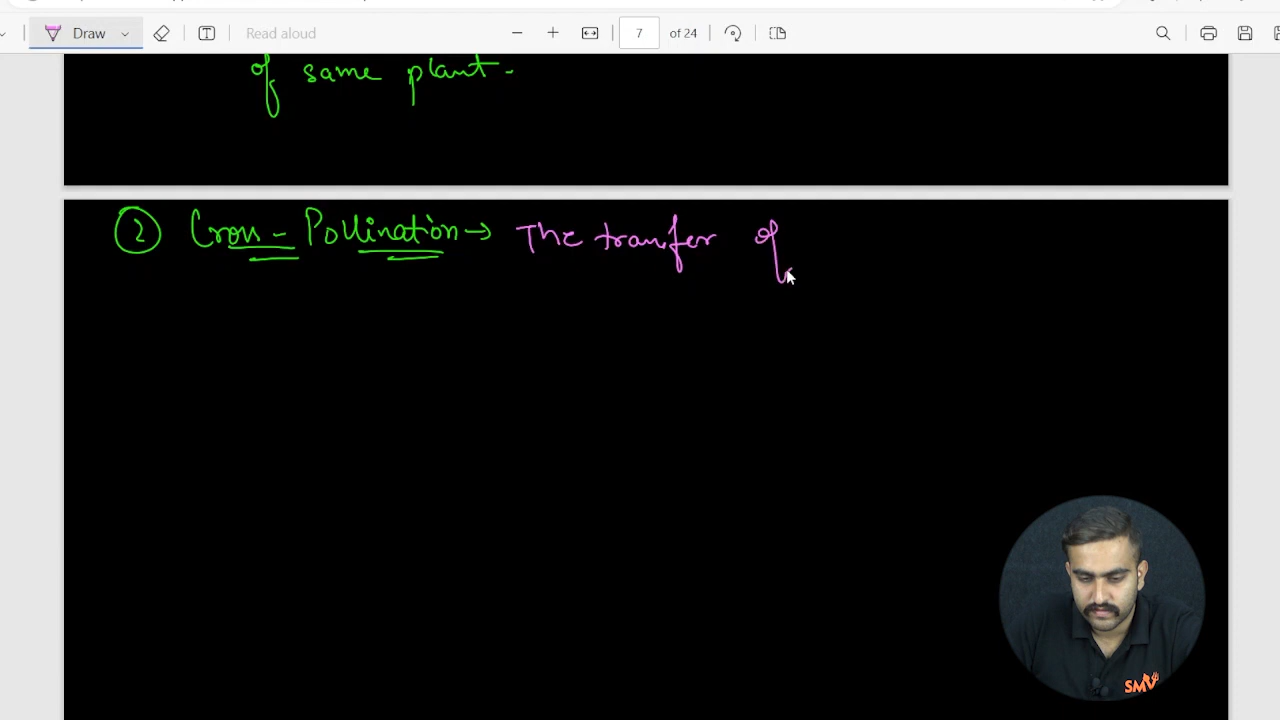 Draw
Read aloud
7 of 24
of same plant.
② Cross-Pollination → The transfer of
SMV